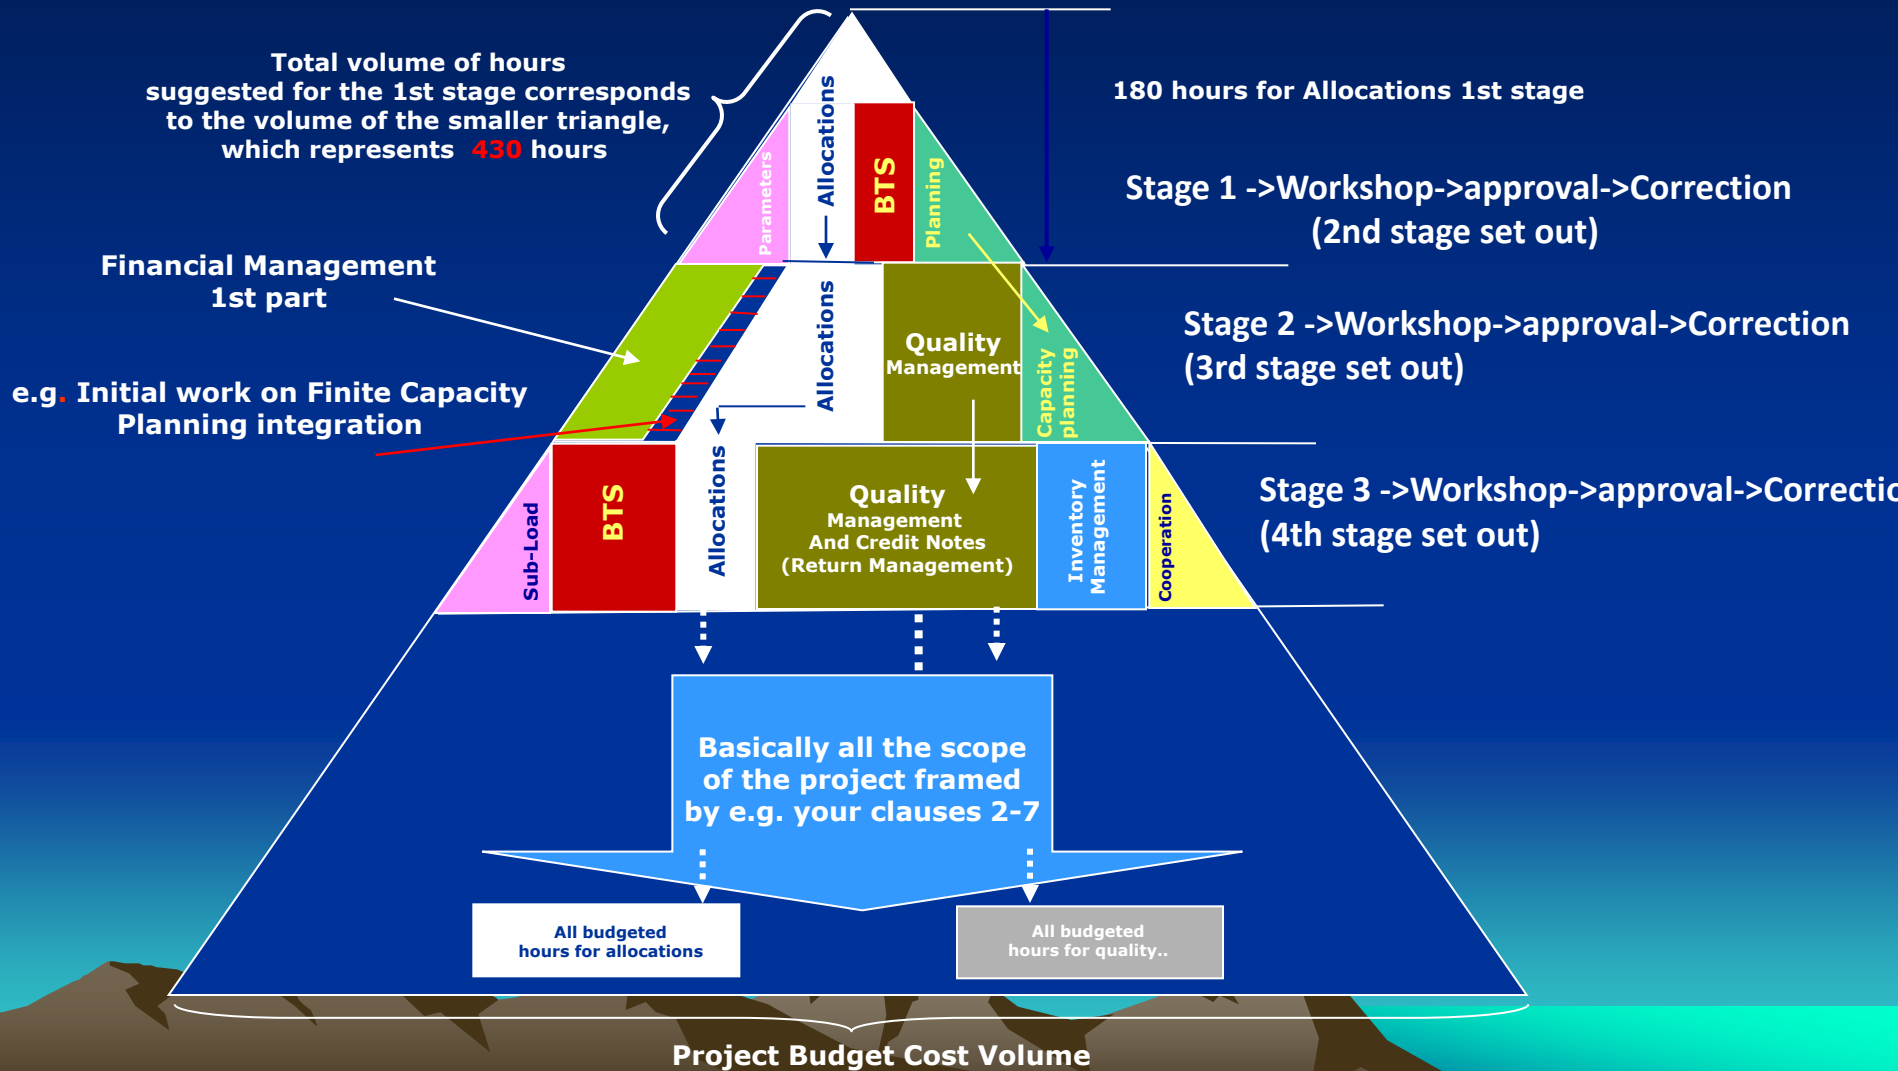 Total volume of hours
suggested for the 1st stage corresponds
to the volume of the smaller triangle,
which represents 430 hours
180 hours for Allocations 1st stage
Parameters
Allocations
BTS
Planning
Stage 1 ->Workshop->approval->Correction
(2nd stage set out)
Financial Management
1st part
Allocations
Quality
Management
Capacity
planning
Stage 2 ->Workshop->approval->Correction
(3rd stage set out)
e.g. Initial work on Finite Capacity
Planning integration
Sub-Load
BTS
Allocations
Quality
Management
And Credit Notes
(Return Management)
Inventory
Management
Cooperation
Stage 3 ->Workshop->approval->Correctio
(4th stage set out)
Basically all the scope
of the project framed
by e.g. your clauses 2-7
All budgeted
hours for allocations
All budgeted
hours for quality..
Project Budget Cost Volume